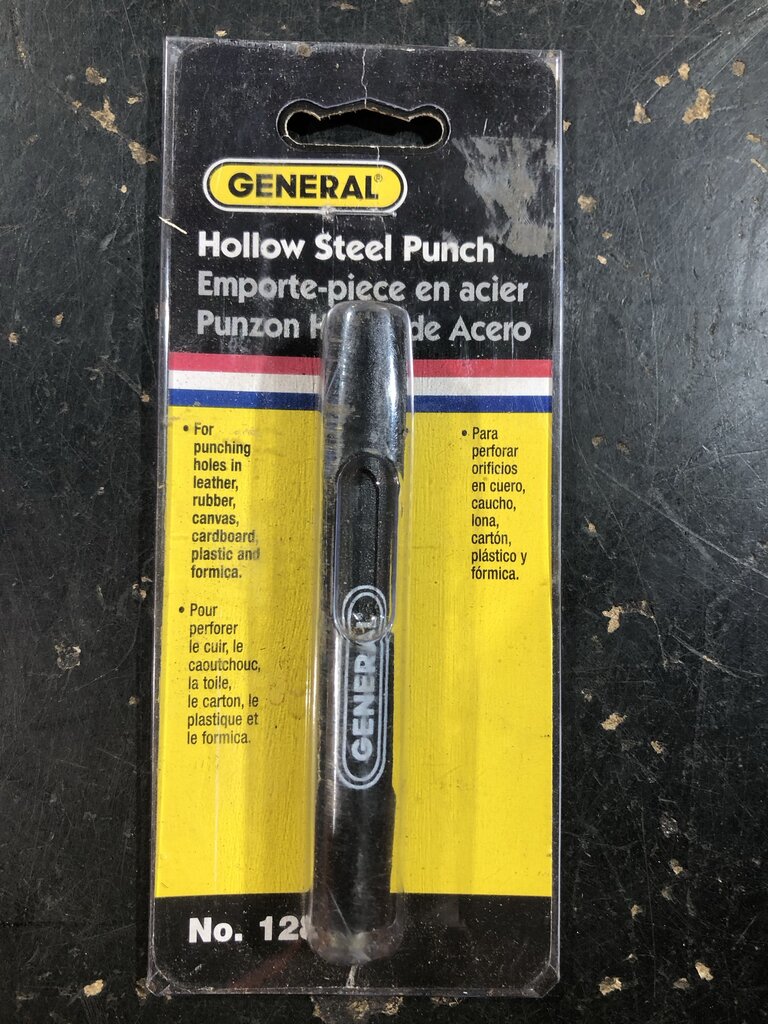 GENERAL®
Hollow Steel Punch
Emporte-piece en acier
Punzon de Acero
• For
punching
holes in
leather,
rubber,
canvas,
cardboard,
plastic and
formica.
• Pour
perforer
le cuir, le
caoutchouc,
la toile,
le carton, le
plastique et
le formica.
• Para
perforar
orificios
en cuero,
caucho,
lona,
cartón,
plástico y
fórmica.
GENERAL
No.